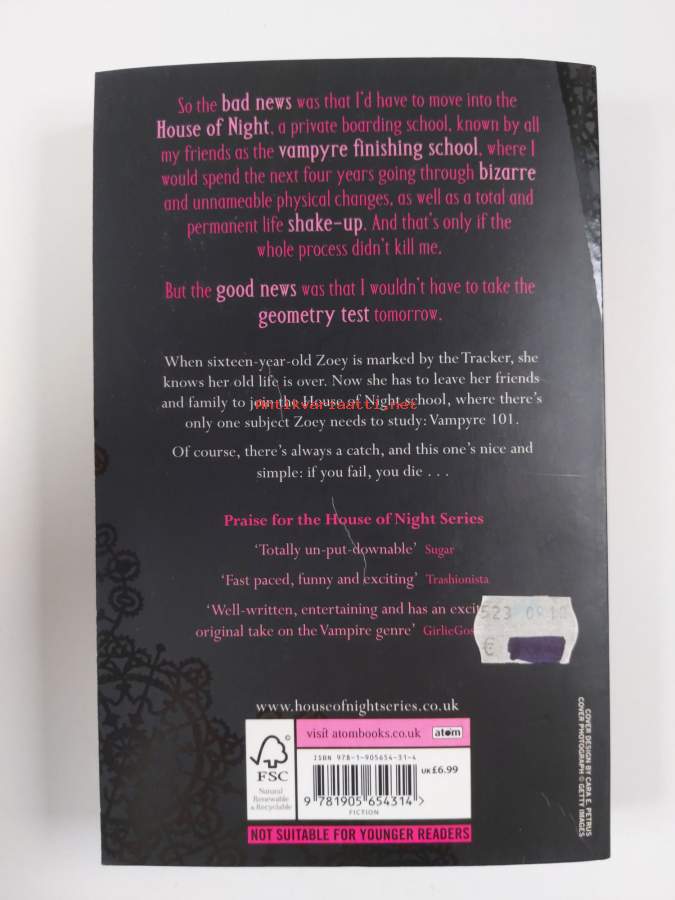 So the bad news was that I'd have to move into the
House of Night, a private boarding school, known by all
my friends as the vampyre finishing school, where I
would spend the next four years going through bizarre
and unnameable physical changes, as well as a total and
permanent life shake-up. And that's only if the
whole process didn't kill me.
But the good news was that I wouldn't have to take the
geometry test tomorrow.
When sixteen-year-old Zoey is marked by the Tracker, she
knows her old life is over. Now she has to leave her friends
and family to join the House of Night school, where there's
antikvariaatti.net
only one subject Zoey needs to study: Vampyre 101.
Of course, there's always a catch, and this one's nice and
simple: if you fail, you die . . .
Praise for the House of Night Series
'Totally un-put-downable' Sugar
'Fast paced, funny and exciting' Trashionista
'Well-written, entertaining and has an
original take on the Vampire genre'
523 0910
€
www.houseofnightseries.co.uk
visit atombooks.co.uk atom
FSC
Natural
Renewable
& Recyclable
ISBN 978-1-905654-31-4
UK £6.99
9 781905 654314 >
FICTION
NOT SUITABLE FOR YOUNGER READERS
COVER DESIGN BY CARA E. PETRUS
COVER PHOTOGRAPH © GETTY IMAGES